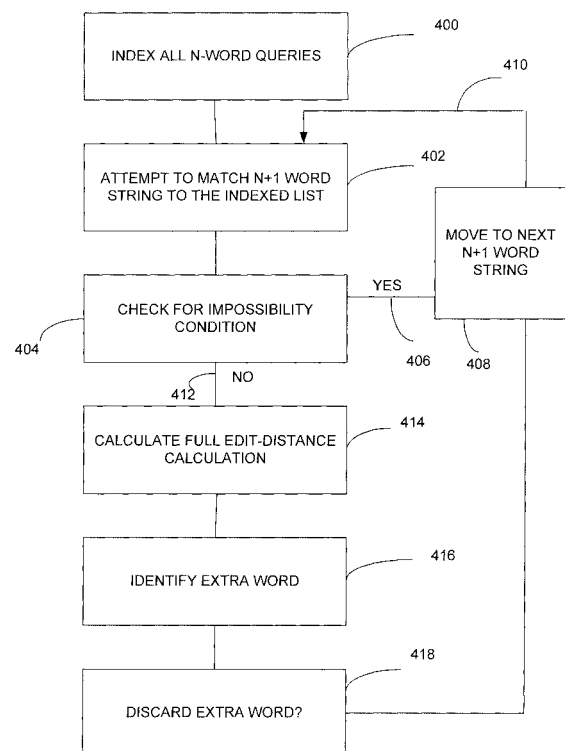 INDEX ALL N-WORD QUERIES
400
410
ATTEMPT TO MATCH N+1 WORD
STRING TO THE INDEXED LIST
402
MOVE TO NEXT
N+1 WORD
STRING
CHECK FOR IMPOSSIBILITY
CONDITION
YES
404
406
408
412
NO
CALCULATE FULL EDIT-DISTANCE
CALCULATION
414
IDENTIFY EXTRA WORD
416
DISCARD EXTRA WORD?
418